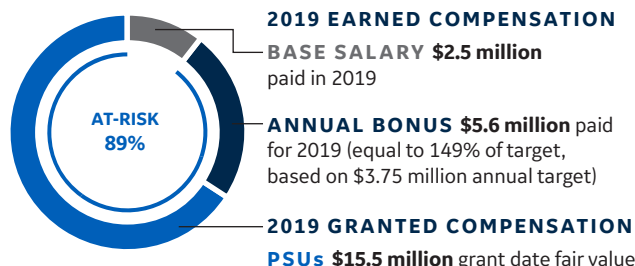 2019 EARNED COMPENSATION
BASE SALARY $2.5 million
paid in 2019
AT-RISK
89%
ANNUAL BONUS $5.6 million paid
for 2019 (equal to 149% of target,
based on $3.75 million annual target)
2019 GRANTED COMPENSATION
PSUs $15.5 million grant date fair value